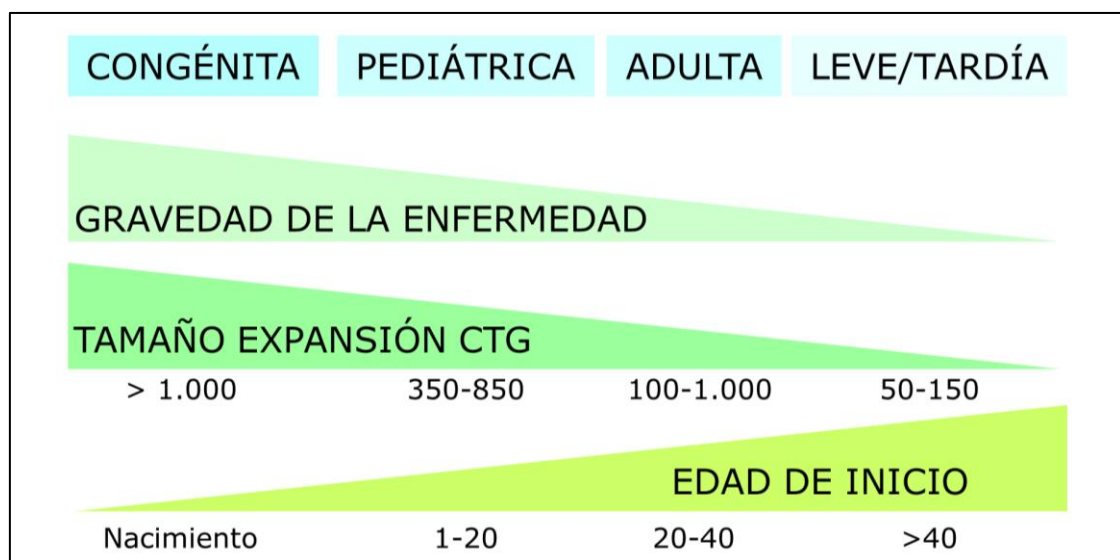 CONGÉNITA PEDIÁTRICA ADULTA LEVE/TARDÍA
GRAVEDAD DE LA ENFERMEDAD
TAMAÑO EXPANSIÓN CTG
> 1.000 350-850 100-1.000 50-150
EDAD DE INICIO
Nacimiento 1-20 20-40 >40